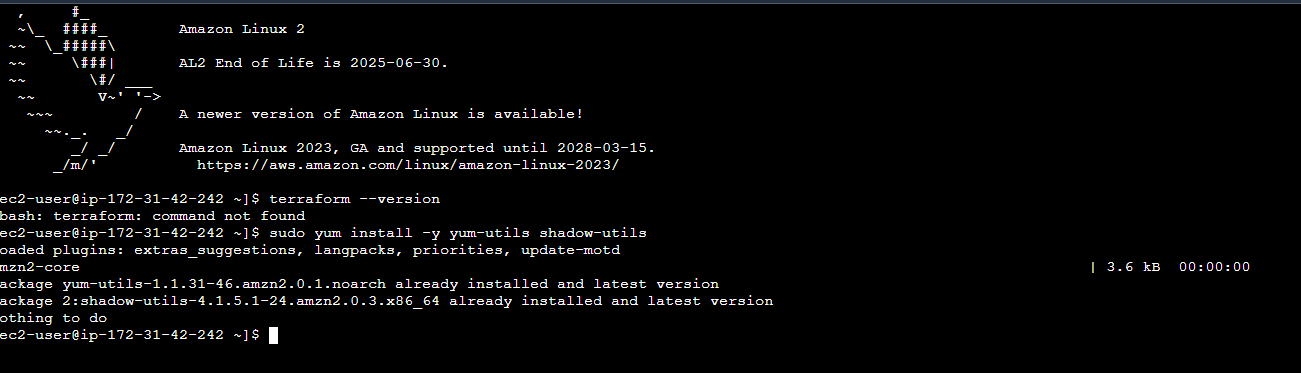 ,     #_
   ~\_  ####_        Amazon Linux 2
  ~~  \_#####\
  ~~     \###|       AL2 End of Life is 2025-06-30.
  ~~       \#/ ___
   ~~       V~' '->
    ~~~         /    A newer version of Amazon Linux is available!
      ~~._.   _/
         _/ _/       Amazon Linux 2023, GA and supported until 2028-03-15.
       _/m/'           https://aws.amazon.com/linux/amazon-linux-2023/
ec2-user@ip-172-31-42-242 ~]$ terraform --version
bash: terraform: command not found
ec2-user@ip-172-31-42-242 ~]$ sudo yum install -y yum-utils shadow-utils
oaded plugins: extras_suggestions, langpacks, priorities, update-motd
mzn2-core | 3.6 kB  00:00:00
ackage yum-utils-1.1.31-46.amzn2.0.1.noarch already installed and latest version
ackage 2:shadow-utils-4.1.5.1-24.amzn2.0.3.x86_64 already installed and latest version
othing to do
ec2-user@ip-172-31-42-242 ~]$